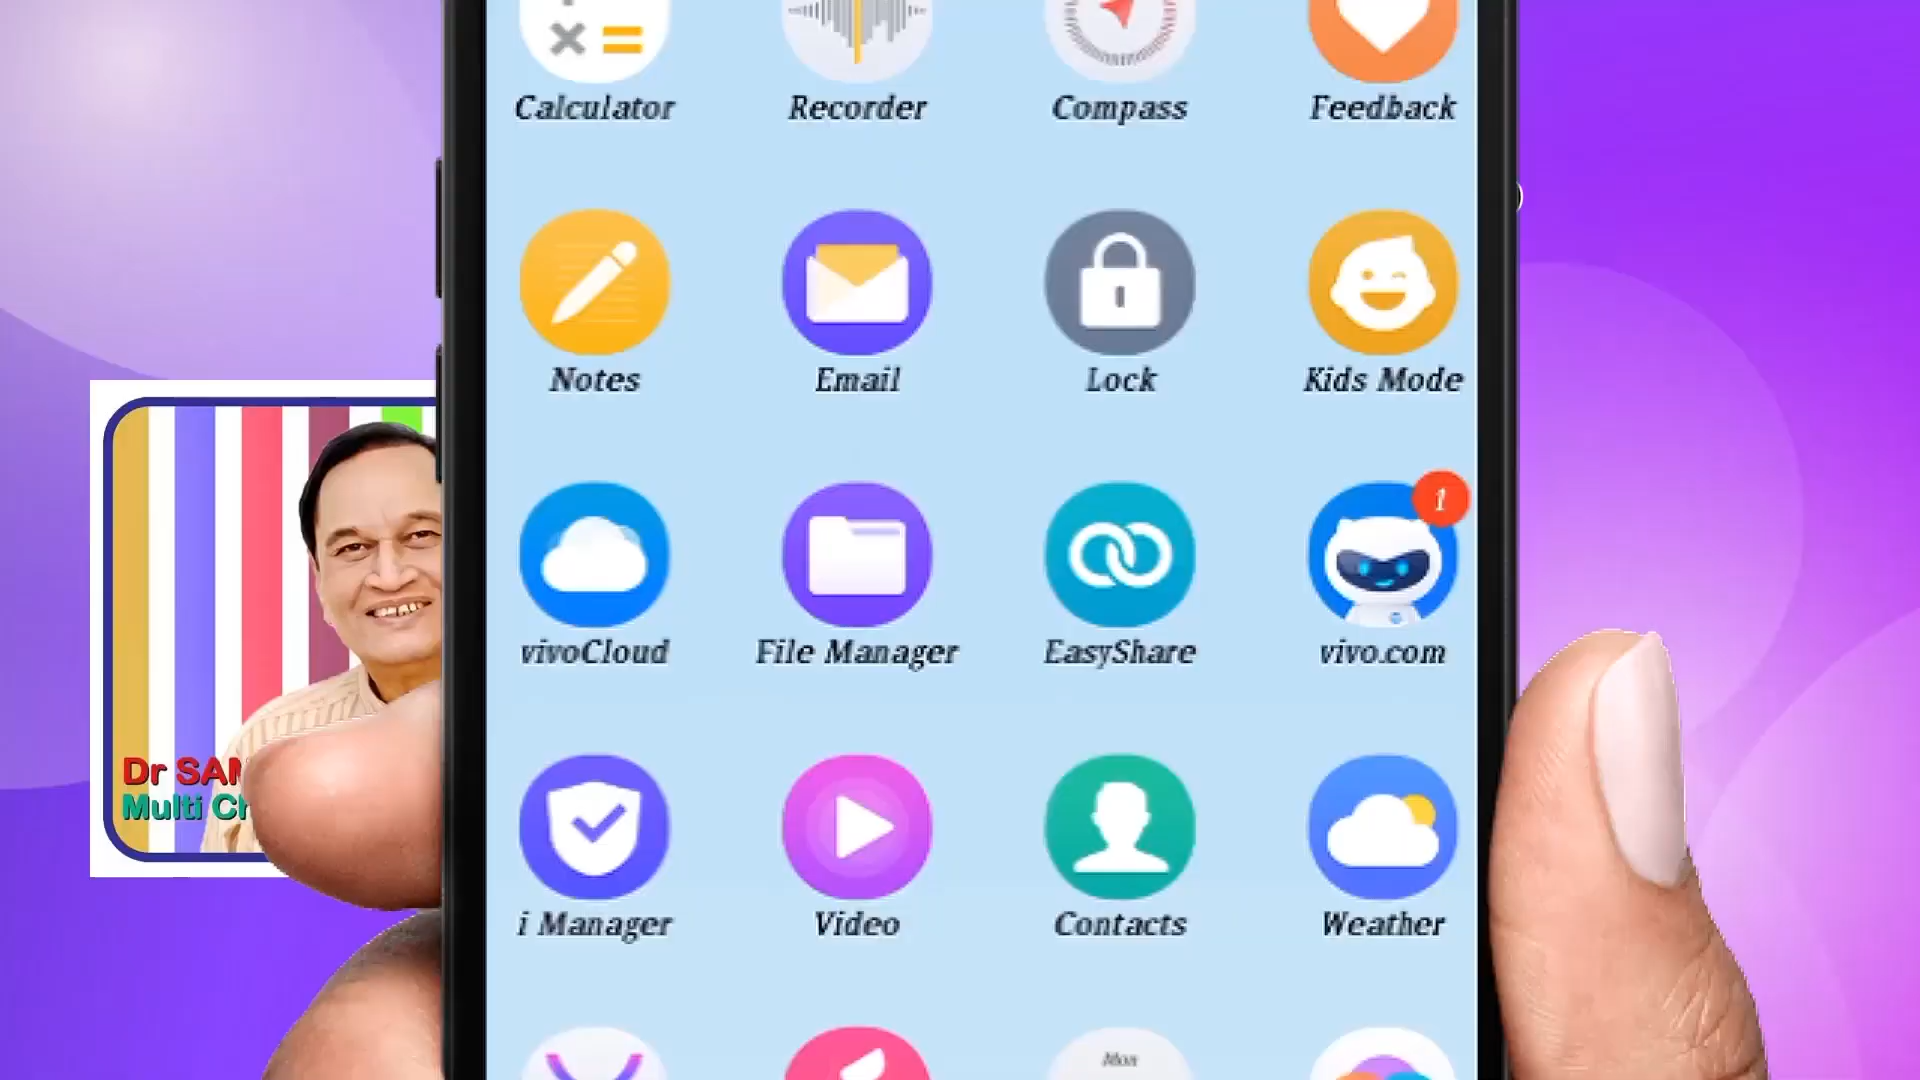 Calculator
Recorder
Compass
Feedback
Notes
Email
Lock
Kids Mode
1
vivoCloud
File Manager
EasyShare
vivo.com
Dr
Multi
i Manager
Video
Contacts
Weather
Mon